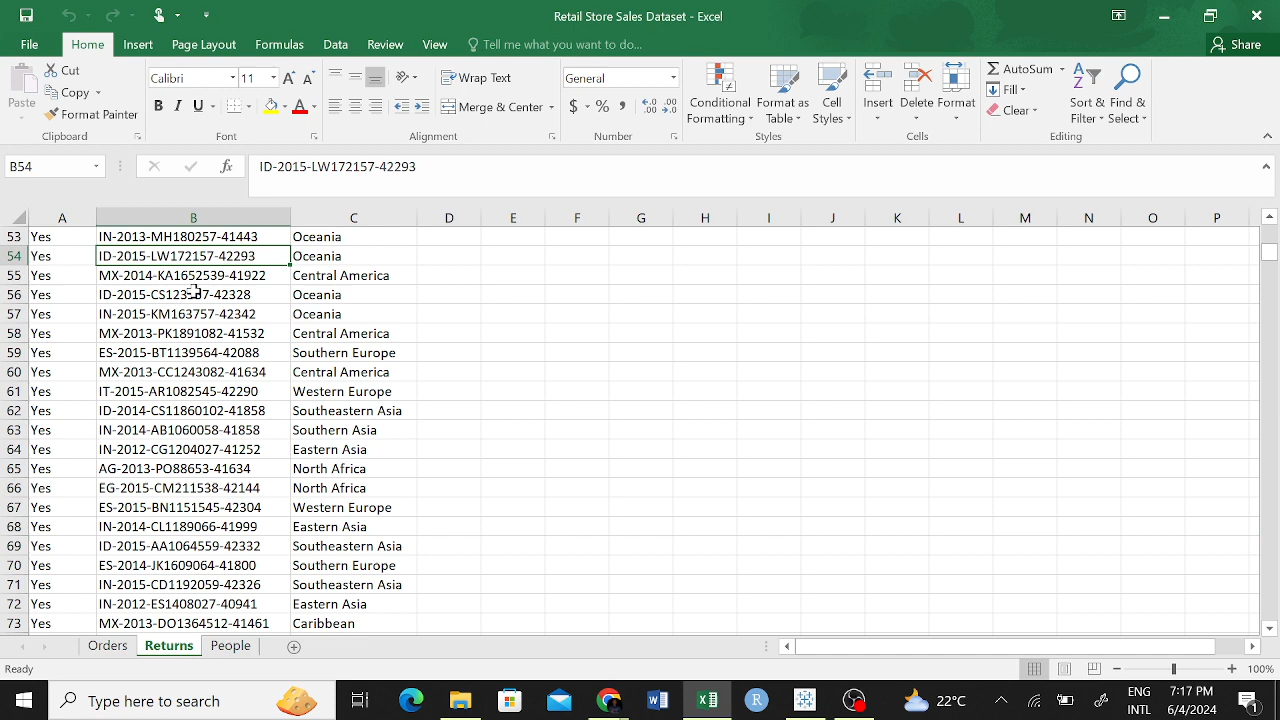 Retail Store Sales Dataset - Excel
File Home Insert Page Layout Formulas Data Review View Tell me what you want to do... Share
Paste Cut Copy Format Painter
Calibri 11
B I U
Wrap Text
Merge & Center
General
$ %
Conditional Formatting
Format as Table
Cell Styles
Insert Delete Format
AutoSum
Fill
Clear
Sort & Filter
Find & Select
Clipboard Font Alignment Number Styles Cells Editing
B54 fx ID-2015-LW172157-42293
A B C D E F G H I J K L M N O P
53 Yes IN-2013-MH180257-41443 Oceania
54 Yes ID-2015-LW172157-42293 Oceania
55 Yes MX-2014-KA1652539-41922 Central America
56 Yes 7-42328 Oceania
57 Yes IN-2015-KM163757-42342 Oceania
58 Yes MX-2013-PK1891082-41532 Central America
59 Yes ES-2015-BT1139564-42088 Southern Europe
60 Yes MX-2013-CC1243082-41634 Central America
61 Yes IT-2015-AR1082545-42290 Western Europe
62 Yes ID-2014-CS11860102-41858 Southeastern Asia
63 Yes IN-2014-AB1060058-41858 Southern Asia
64 Yes IN-2012-CG1204027-41252 Eastern Asia
65 Yes AG-2013-PO88653-41634 North Africa
66 Yes EG-2015-CM211538-42144 North Africa
67 Yes ES-2015-BN1151545-42304 Western Europe
68 Yes IN-2014-CL1189066-41999 Eastern Asia
69 Yes ID-2015-AA1064559-42332 Southeastern Asia
70 Yes ES-2014-JK1609064-41800 Southern Europe
71 Yes IN-2015-CD1192059-42326 Southeastern Asia
72 Yes IN-2012-ES1408027-40941 Eastern Asia
73 Yes MX-2013-DO1364512-41461 Caribbean
Orders Returns People
Ready 100%
Type here to search 22°C ENG 7:17 PM
INTL 6/4/2024 1